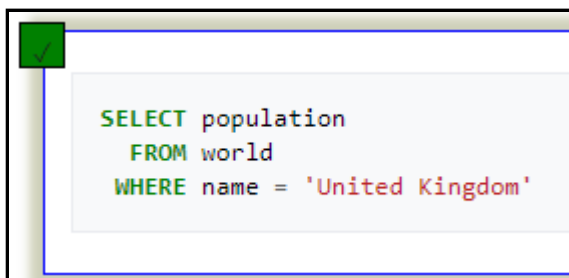 SELECT population
FROM world
WHERE name = 'United Kingdom'